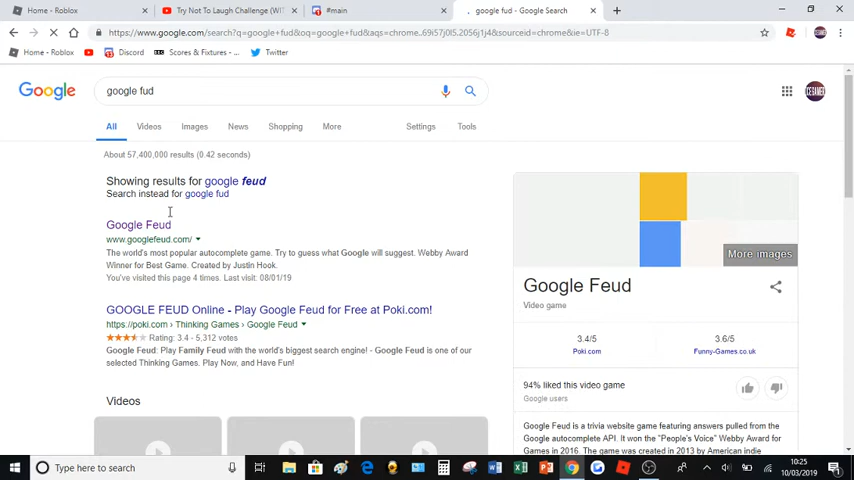 Home - Roblox
Try Not To Laugh Challenge (WIT
#main
google fud - Google Search
https://www.google.com/search?q=google+fud&oq=google+fud&aqs=chrome..69i57j0l5.2056j1j4&sourceid=chrome&ie=UTF-8
Home - Roblox
Discord
Scores & Fixtures - ...
Twitter
Google
google fud
All
Videos
Images
News
Shopping
More
Settings
Tools
About 57,400,000 results (0.42 seconds)
Showing results for google feud
Search instead for google fud
Google Feud
www.googlefeud.com/
The world's most popular autocomplete game. Try to guess what Google will suggest. Webby Award
Winner for Best Game. Created by Justin Hook.
You've visited this page 4 times. Last visit: 08/01/19
GOOGLE FEUD Online - Play Google Feud for Free at Poki.com!
https://poki.com › Thinking Games › Google Feud
Rating: 3.4 - 5,312 votes
Google Feud: Play Family Feud with the world's biggest search engine! - Google Feud is one of our
selected Thinking Games. Play Now, and Have Fun!
Videos
More images
Google Feud
Video game
3.4/5
Poki.com
3.6/5
Funny-Games.co.uk
94% liked this video game
Google users
Google Feud is a trivia website game featuring answers pulled from the
Google autocomplete API. It won the "People's Voice" Webby Award for
Games in 2016. The game was created in 2013 by American indie
Type here to search
10:25
10/03/2019